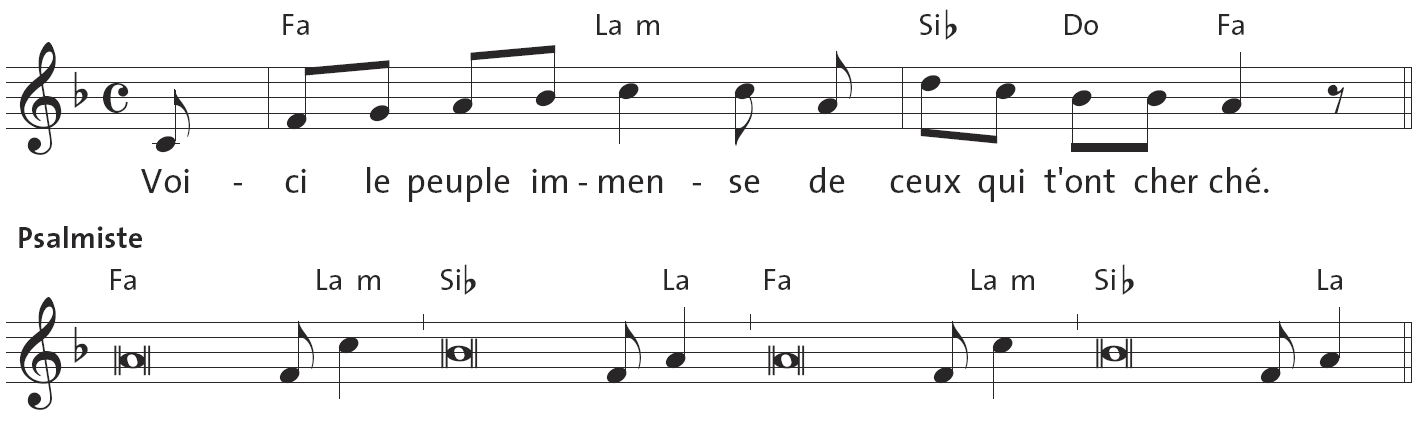 Fa La m Si♭ Do Fa
Voi - ci le peuple im - men - se de ceux qui t'ont cher ché.
Psalmiste
Fa La m Si♭ La Fa La m Si♭ La